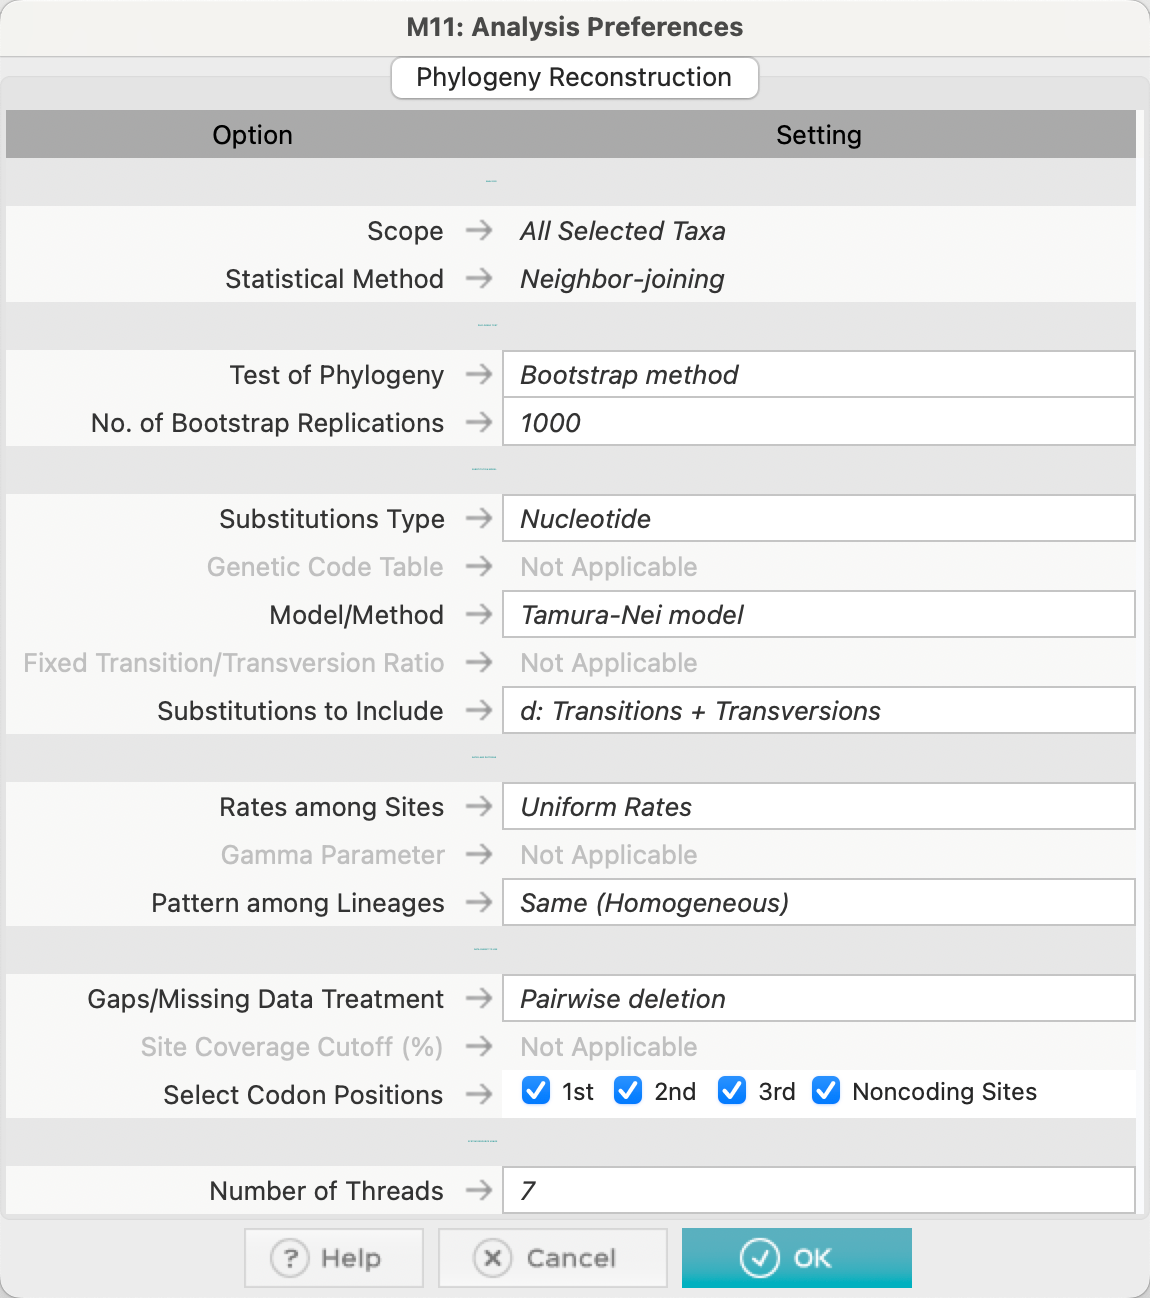 M11: Analysis Preferences
Phylogeny Reconstruction
Option Setting
Scope → All Selected Taxa
Statistical Method → Neighbor-joining
Test of Phylogeny → Bootstrap method
No. of Bootstrap Replications → 1000
Substitutions Type → Nucleotide
Genetic Code Table → Not Applicable
Model/Method → Tamura-Nei model
Fixed Transition/Transversion Ratio → Not Applicable
Substitutions to Include → d: Transitions + Transversions
Rates among Sites → Uniform Rates
Gamma Parameter → Not Applicable
Pattern among Lineages → Same (Homogeneous)
Gaps/Missing Data Treatment → Pairwise deletion
Site Coverage Cutoff (%) → Not Applicable
Select Codon Positions → 1st 2nd 3rd Noncoding Sites
Number of Threads → 7
? Help Cancel OK